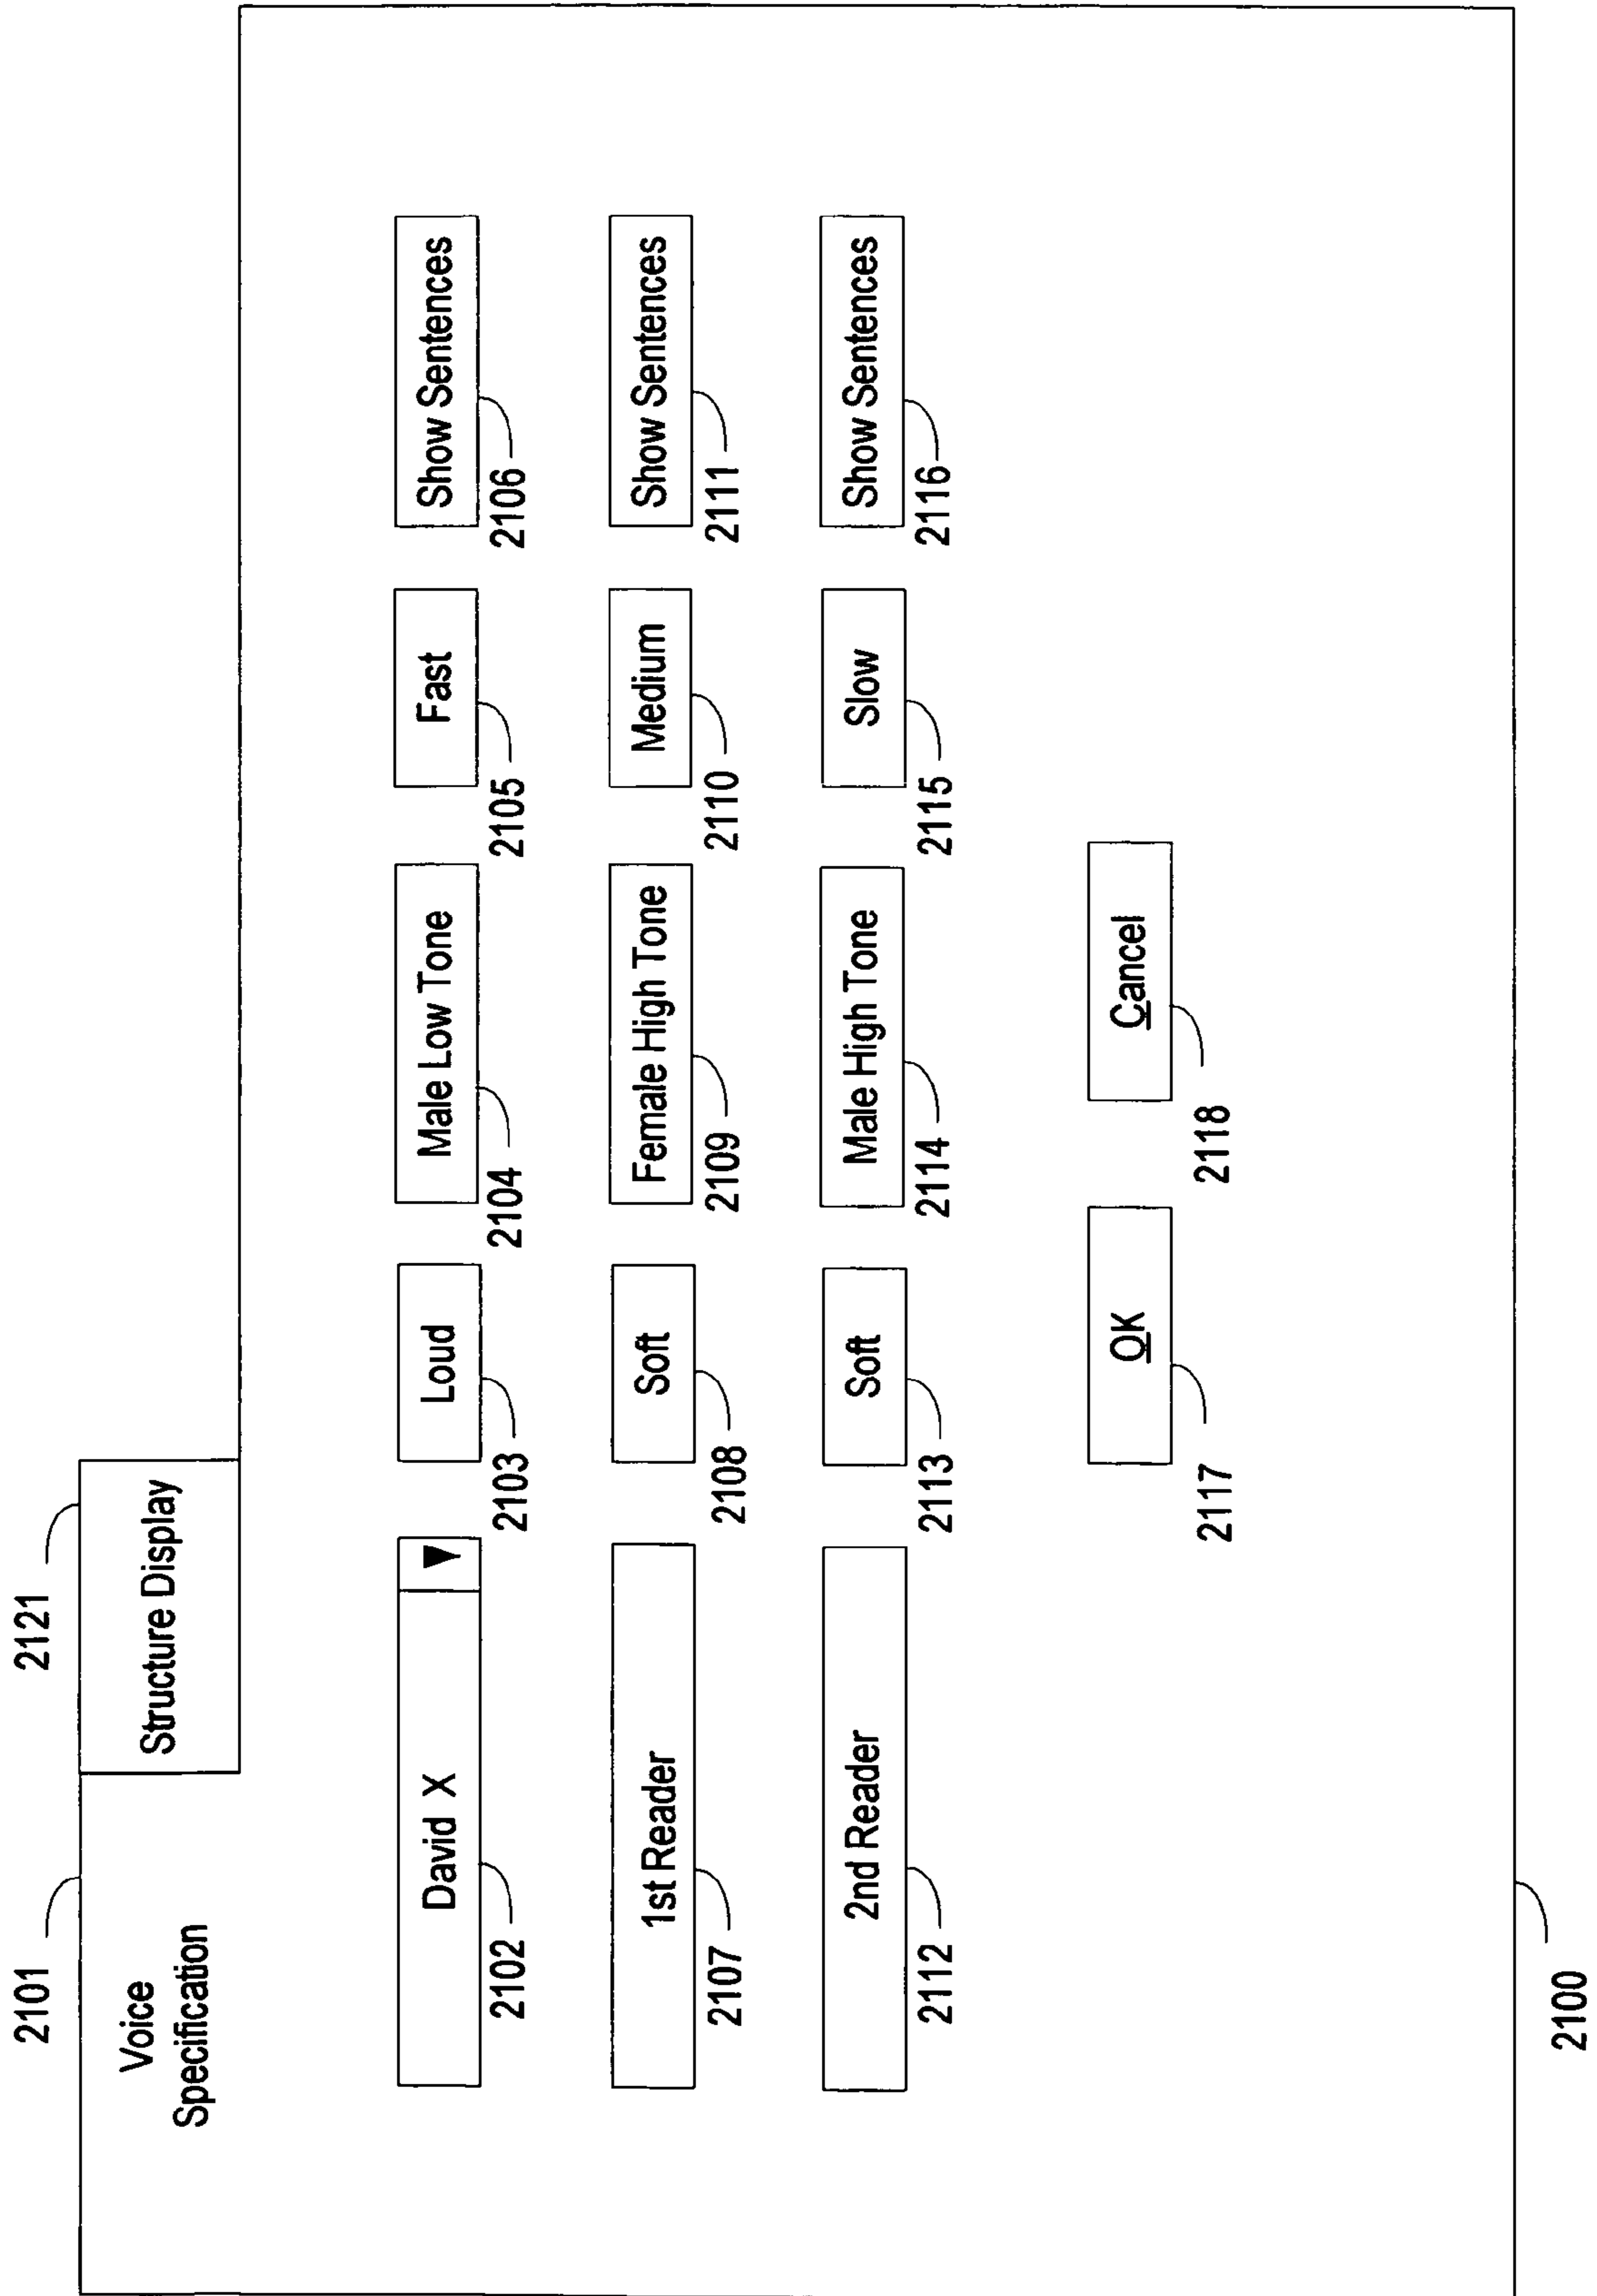 2101
2121
Voice
Specification
Structure Display
David X
Loud
Male Low Tone
Fast
Show Sentences
2102
2103
2104
2105
2106
1st Reader
Soft
Female High Tone
Medium
Show Sentences
2107
2108
2109
2110
2111
2nd Reader
Soft
Male High Tone
Slow
Show Sentences
2112
2113
2114
2115
2116
OK
Cancel
2117
2118
2100